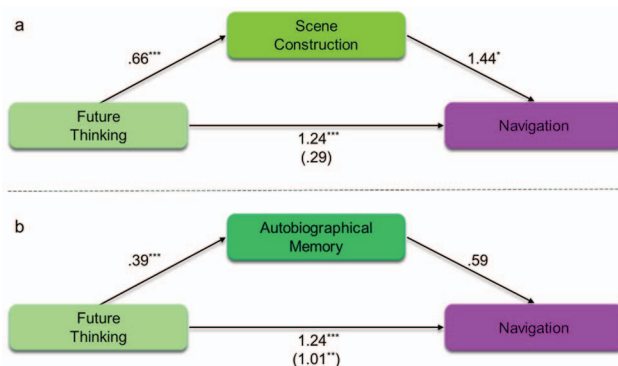 a
Scene
Construction
.66***
1.44*
Future
Thinking
Navigation
1.24***
(.29)
b
Autobiographical
Memory
.39***
.59
Future
Thinking
Navigation
1.24***
(1.01**)